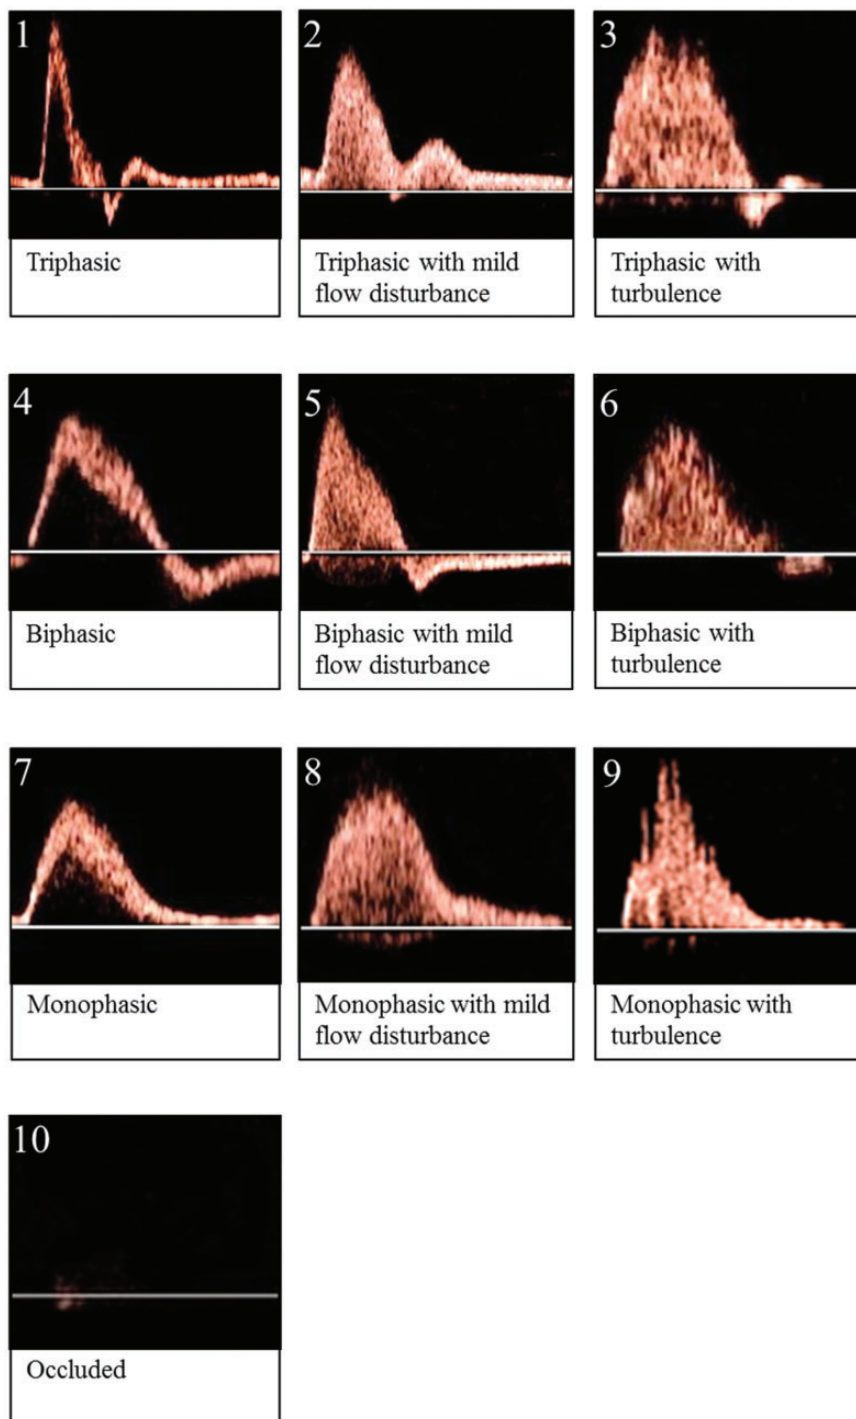 1
Triphasic
2
Triphasic with mild
flow disturbance
3
Triphasic with
turbulence
4
Biphasic
5
Biphasic with mild
flow disturbance
6
Biphasic with
turbulence
7
Monophasic
8
Monophasic with mild
flow disturbance
9
Monophasic with
turbulence
10
Occluded